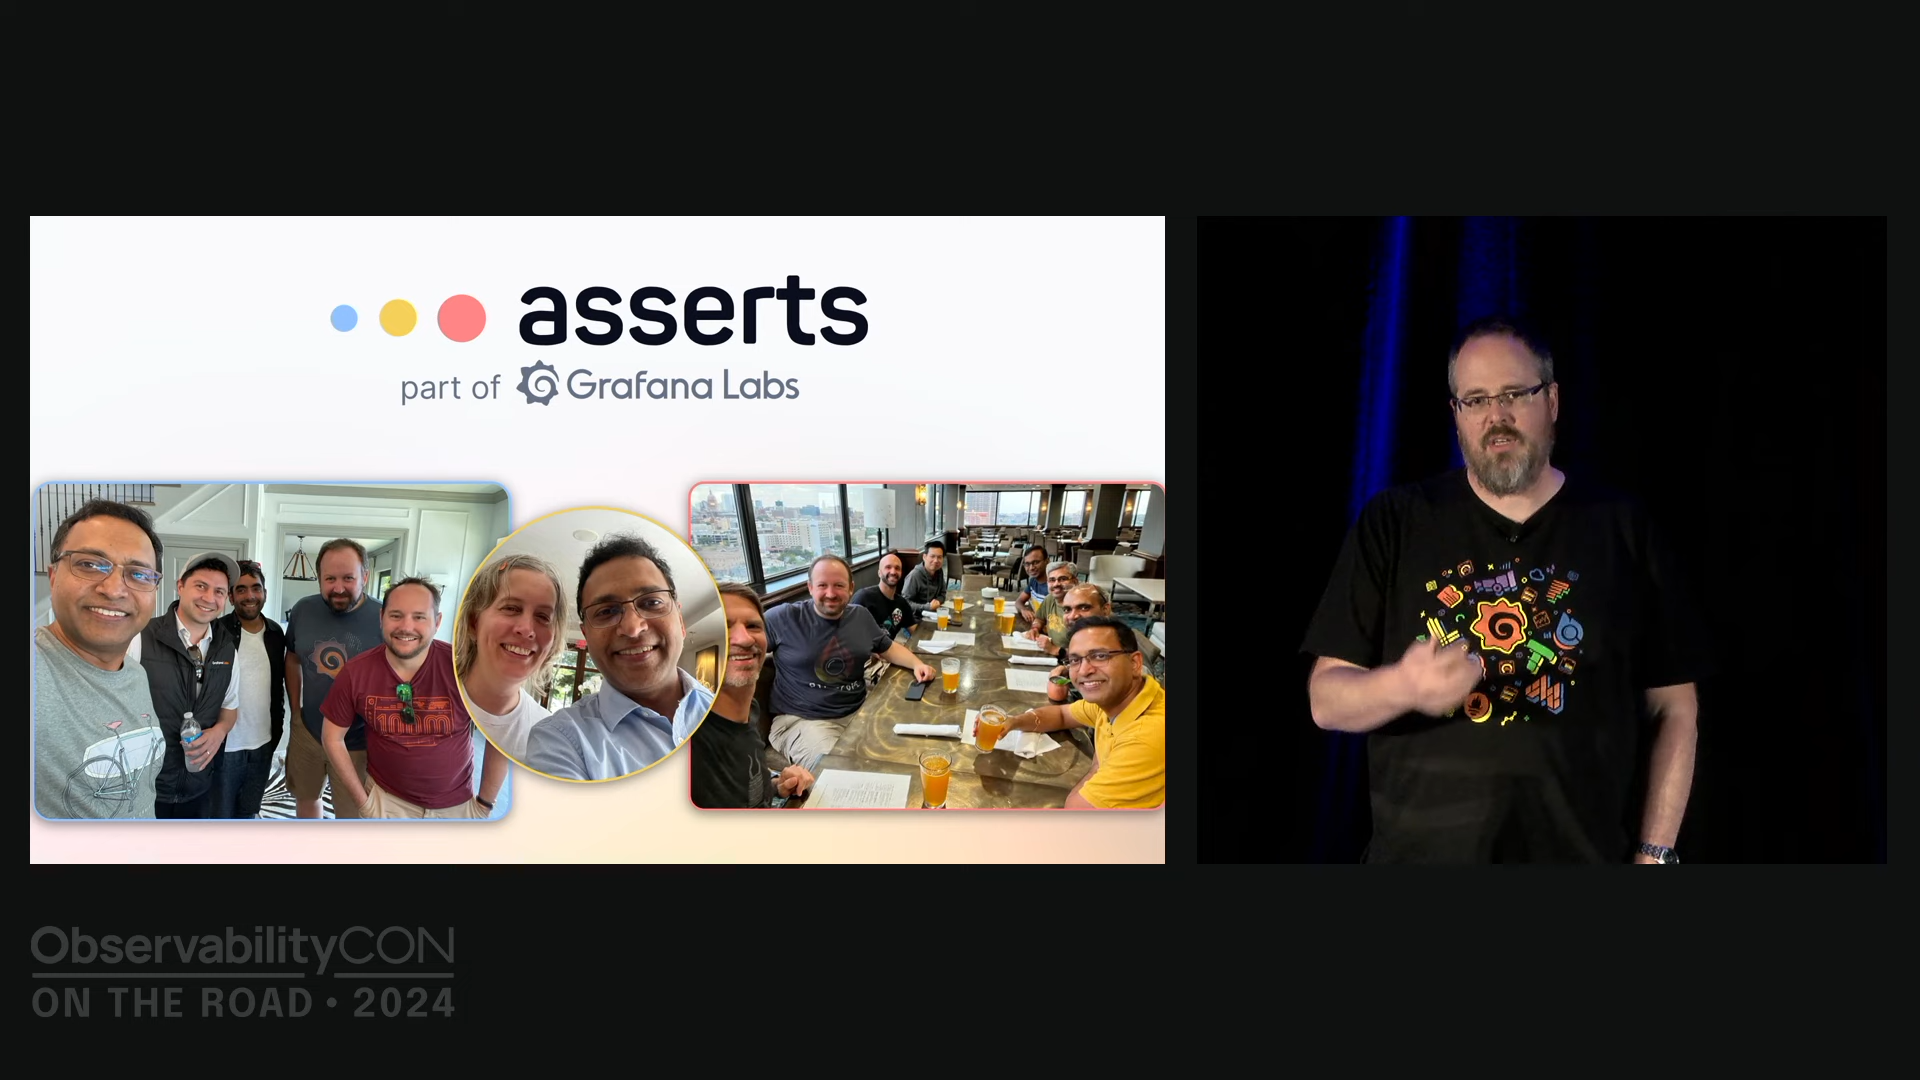 asserts
part of Grafana Labs
ObservabilityCON
ON THE ROAD • 2024